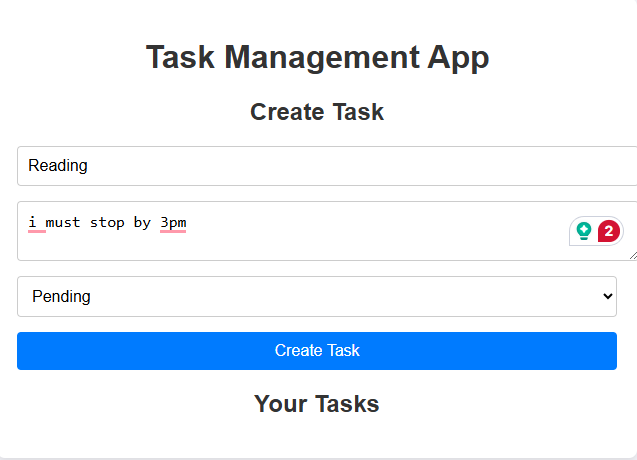 Task Management App
Create Task
Reading
i must stop by 3pm
2
Pending
Create Task
Your Tasks